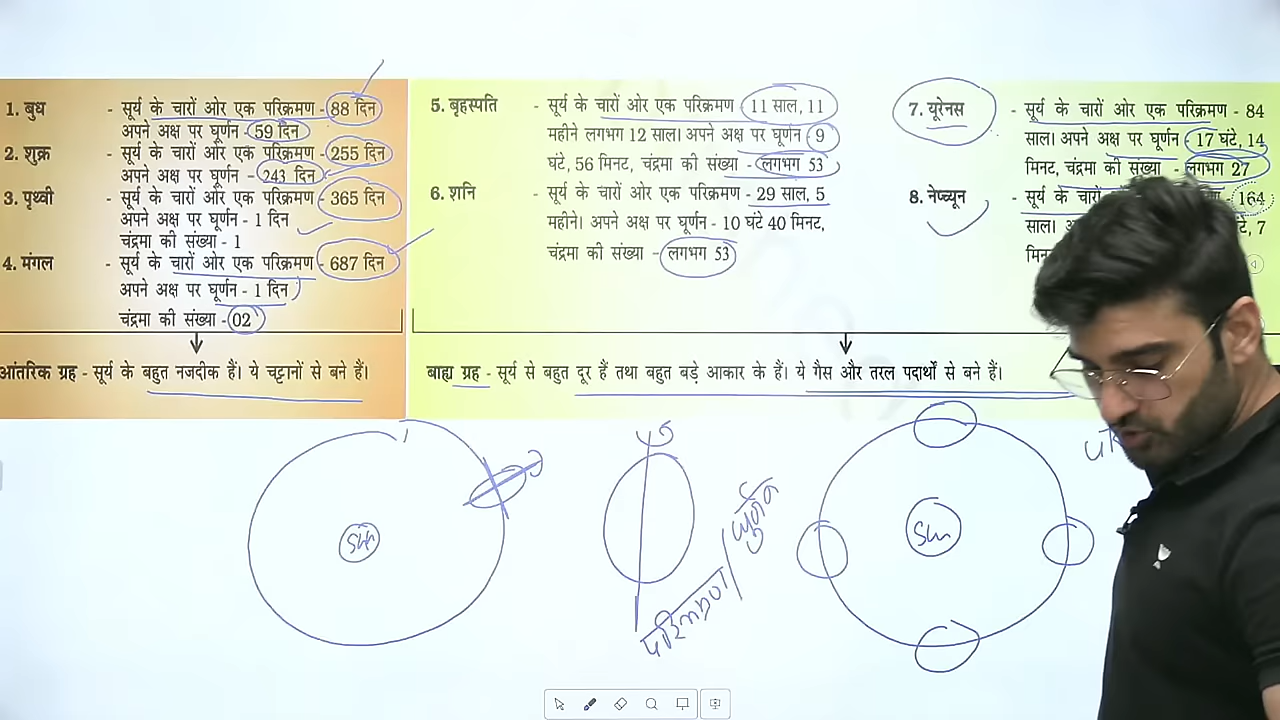 1. बुध - सूर्य के चारों ओर एक परिक्रमण - 88 दिन
अपने अक्ष पर घूर्णन - 59 दिन
2. शुक्र - सूर्य के चारों ओर एक परिक्रमण - 255 दिन
अपने अक्ष पर घूर्णन - 243 दिन
3. पृथ्वी - सूर्य के चारों ओर एक परिक्रमण - 365 दिन
अपने अक्ष पर घूर्णन - 1 दिन
चंद्रमा की संख्या - 1
4. मंगल - सूर्य के चारों ओर एक परिक्रमण - 687 दिन
अपने अक्ष पर घूर्णन - 1 दिन
चंद्रमा की संख्या - 02
आंतरिक ग्रह - सूर्य के बहुत नजदीक हैं। ये चट्टानों से बने हैं।
5. बृहस्पति - सूर्य के चारों ओर एक परिक्रमण - 11 साल, 11
महीने लगभग 12 साल। अपने अक्ष पर घूर्णन - 9
घंटे, 56 मिनट, चंद्रमा की संख्या - लगभग 53
6. शनि - सूर्य के चारों ओर एक परिक्रमण - 29 साल, 5
महीने। अपने अक्ष पर घूर्णन - 10 घंटे 40 मिनट,
चंद्रमा की संख्या - लगभग 53
7. यूरेनस - सूर्य के चारों ओर एक परिक्रमण - 84
साल। अपने अक्ष पर घूर्णन - 17 घंटे, 14
मिनट, चंद्रमा की संख्या - लगभग 27
8. नेप्च्यून - सूर्य के चारों 164
साल। 7
बाह्य ग्रह - सूर्य से बहुत दूर हैं तथा बहुत बड़े आकार के हैं। ये गैस और तरल पदार्थों से बने हैं।
Sun
परिक्रमण / घूर्णन
Sun